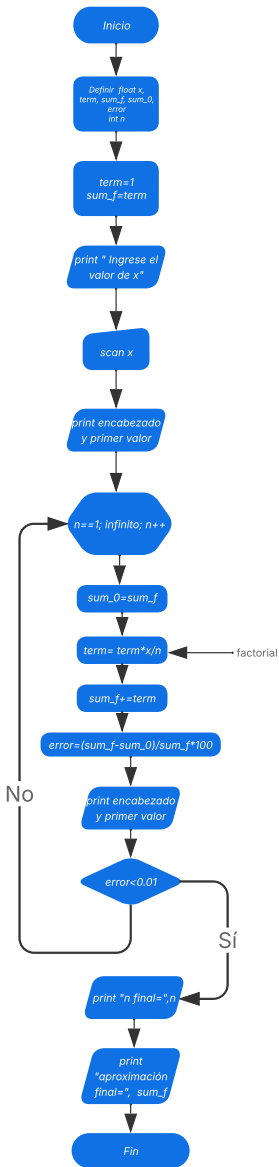 Inicio
Definir float x,
term, sum_f, sum_0,
error
int n
term=1
sum_f=term
print " Ingrese el
valor de x"
scan x
print encabezado
y primer valor
n==1; infinito; n++
sum_0=sum_f
term= term*x/n
factorial
sum_f+=term
error=(sum_f-sum_0)/sum_f*100
print encabezado
y primer valor
No
error<0.01
Sí
print "n final=",n
print
"aproximación
final=", sum_f
Fin